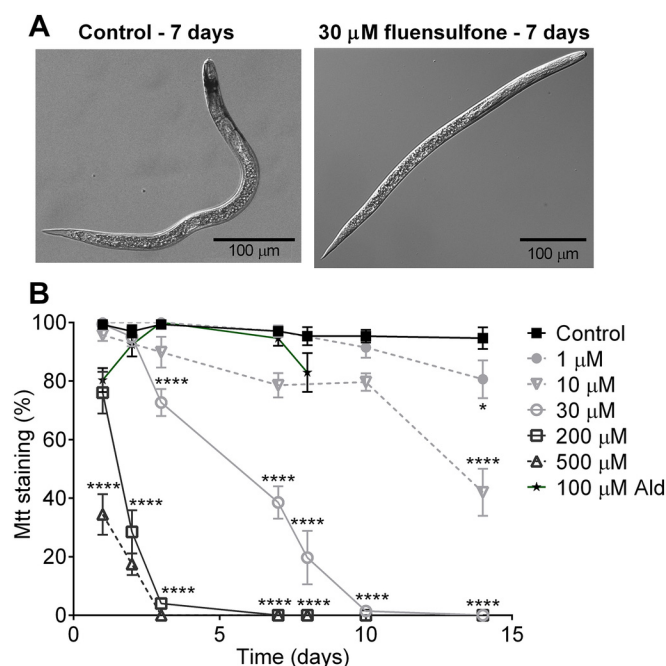 A
Control - 7 days
30 μM fluensulfone - 7 days
100 μm
100 μm
B
100
80
60
40
20
0
Mtt staining (%)
****
****
****
****
****
****
****
****
****
*
****
****
0
5
10
15
Time (days)
Control
1 μM
10 μM
30 μM
200 μM
500 μM
100 μM Ald